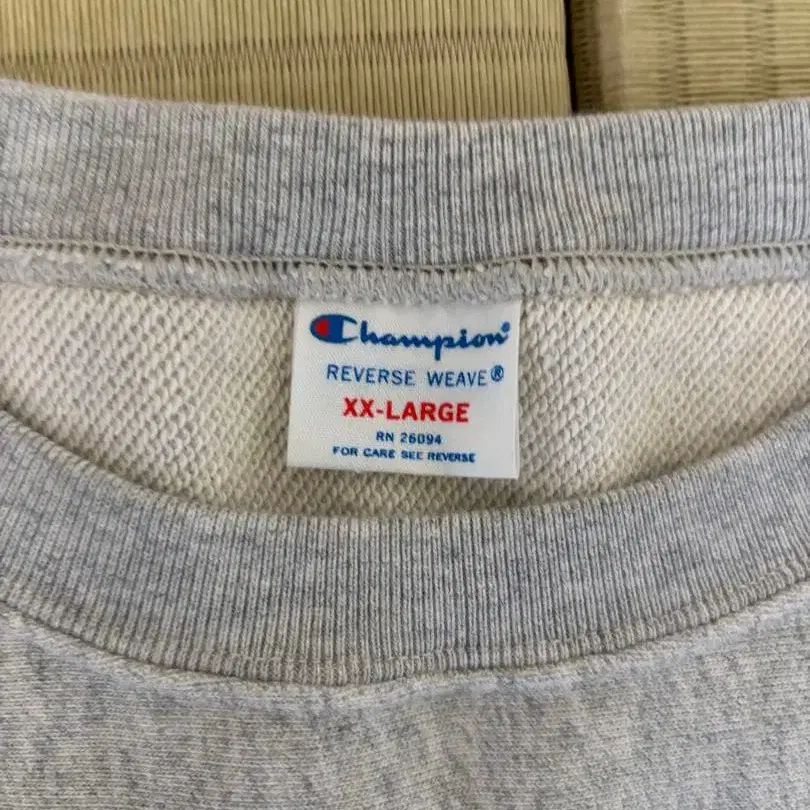 Champion®
REVERSE WEAVE®
XX-LARGE
RN 26094
FOR CARE SEE REVERSE